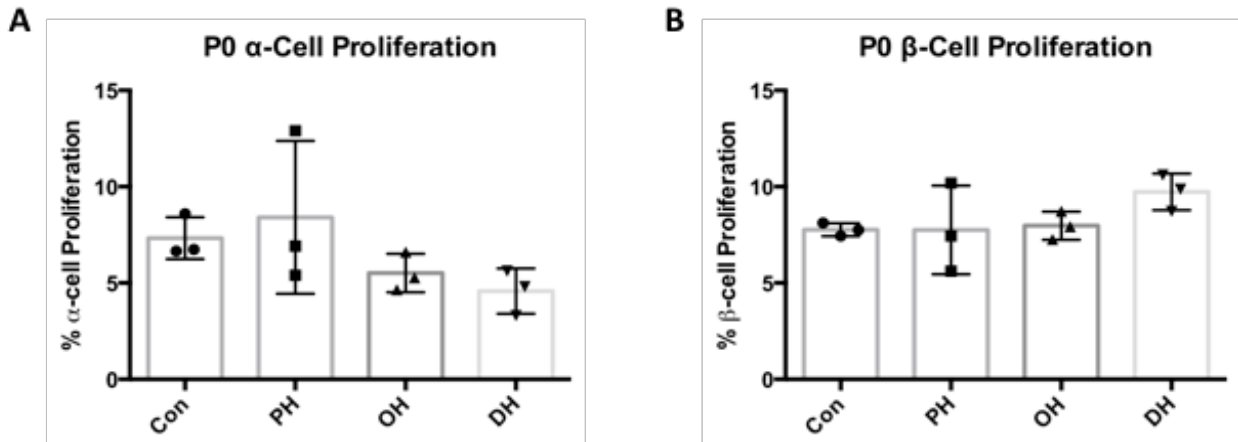 A
P0 α-Cell Proliferation
% α-cell Proliferation
15
10
5
0
Con
PH
OH
DH
B
P0 β-Cell Proliferation
% β-cell Proliferation
15
10
5
0
Con
PH
OH
DH